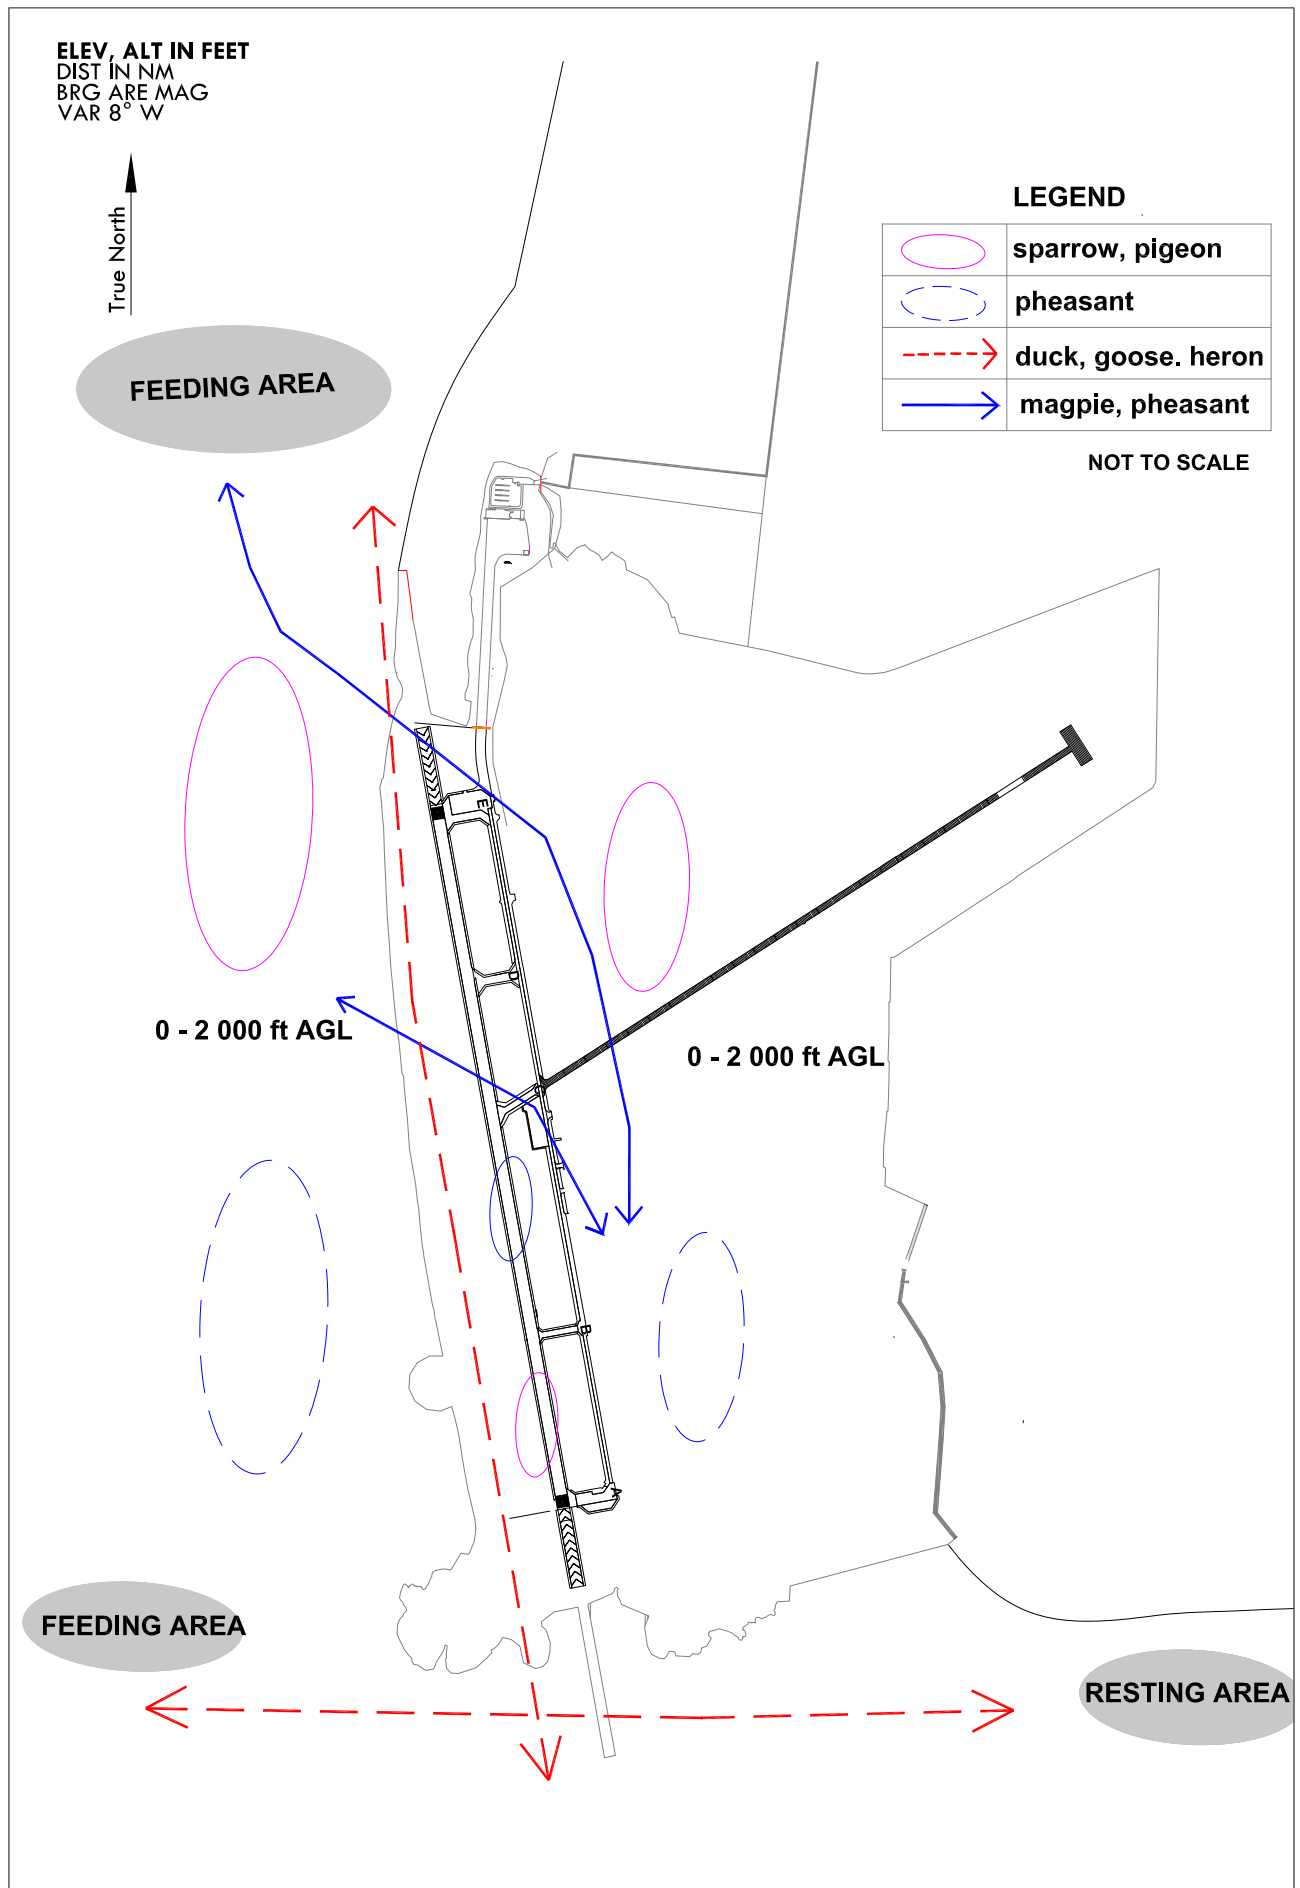 ELEV, ALT IN FEET
DIST IN NM
BRG ARE MAG
VAR 8° W
True North
LEGEND
sparrow, pigeon
pheasant
duck, goose. heron
magpie, pheasant
NOT TO SCALE
FEEDING AREA
E
D
0 - 2 000 ft AGL
0 - 2 000 ft AGL
C
B
A
FEEDING AREA
RESTING AREA